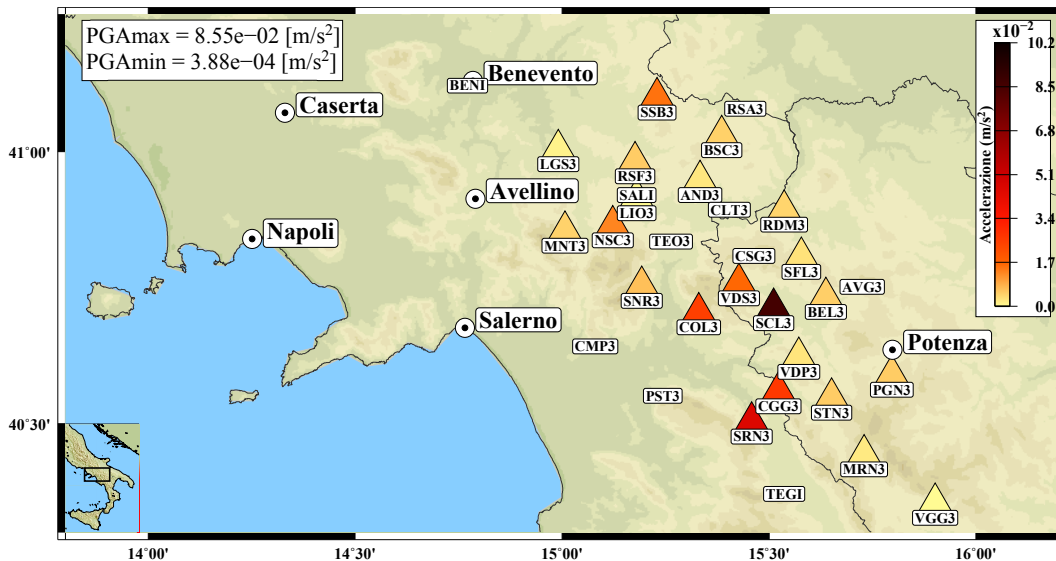 PGAmax = 8.55e−02 [m/s²]
PGAmin = 3.88e−04 [m/s²]
x10⁻²
10.2
8.5
6.8
5.1
3.4
1.7
0.0
Accelerazione (m/s²)
Benevento
BENI
Caserta
SSB3
RSA3
BSC3
41°00'
LGS3
RSF3
SALI
AND3
Avellino
LIO3
CLT3
RDM3
Napoli
MNT3
NSC3
TEO3
CSG3
SFL3
AVG3
SNR3
VDS3
BEL3
Salerno
COL3
SCL3
CMP3
Potenza
VDP3
PGN3
PST3
CGG3
STN3
40°30'
SRN3
MRN3
TEGI
VGG3
14°00'
14°30'
15°00'
15°30'
16°00'